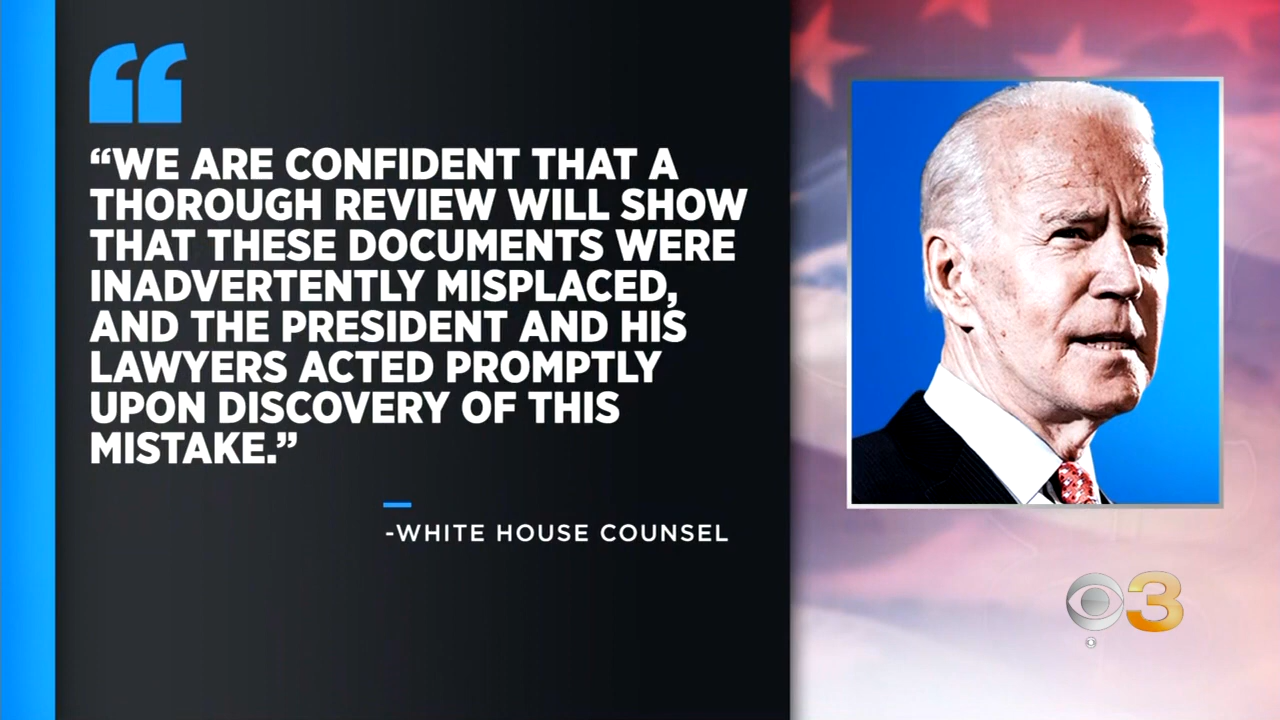 “WE ARE CONFIDENT THAT A
THOROUGH REVIEW WILL SHOW
THAT THESE DOCUMENTS WERE
INADVERTENTLY MISPLACED,
AND THE PRESIDENT AND HIS
LAWYERS ACTED PROMPTLY
UPON DISCOVERY OF THIS
MISTAKE.”
-WHITE HOUSE COUNSEL
3